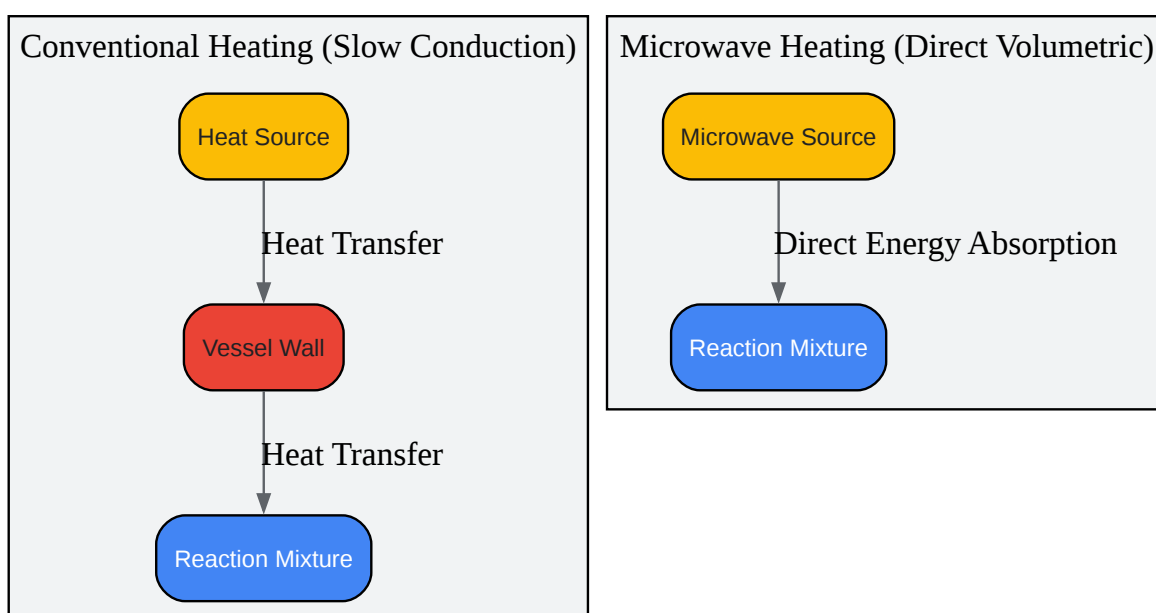 Conventional Heating (Slow Conduction)
Heat Source
Heat Transfer
Vessel Wall
Heat Transfer
Reaction Mixture
Microwave Heating (Direct Volumetric)
Microwave Source
Direct Energy Absorption
Reaction Mixture